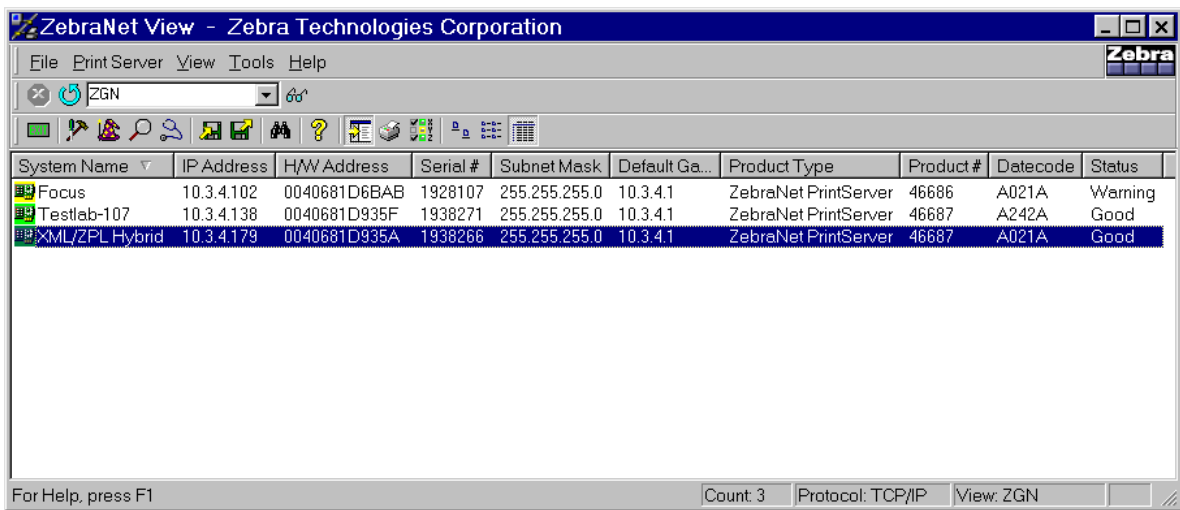 ZebraNet View - Zebra Technologies Corporation
File Print Server View Tools Help
Zebra
ZGN
System Name IP Address H/W Address Serial # Subnet Mask Default Ga... Product Type Product # Datecode Status
Focus 10.3.4.102 0040681D6BAB 1928107 255.255.255.0 10.3.4.1 ZebraNet PrintServer 46686 A021A Warning
Testlab-107 10.3.4.138 0040681D935F 1938271 255.255.255.0 10.3.4.1 ZebraNet PrintServer 46687 A242A Good
XML/ZPL Hybrid 10.3.4.179 0040681D935A 1938266 255.255.255.0 10.3.4.1 ZebraNet PrintServer 46687 A021A Good
For Help, press F1 Count: 3 Protocol: TCP/IP View: ZGN